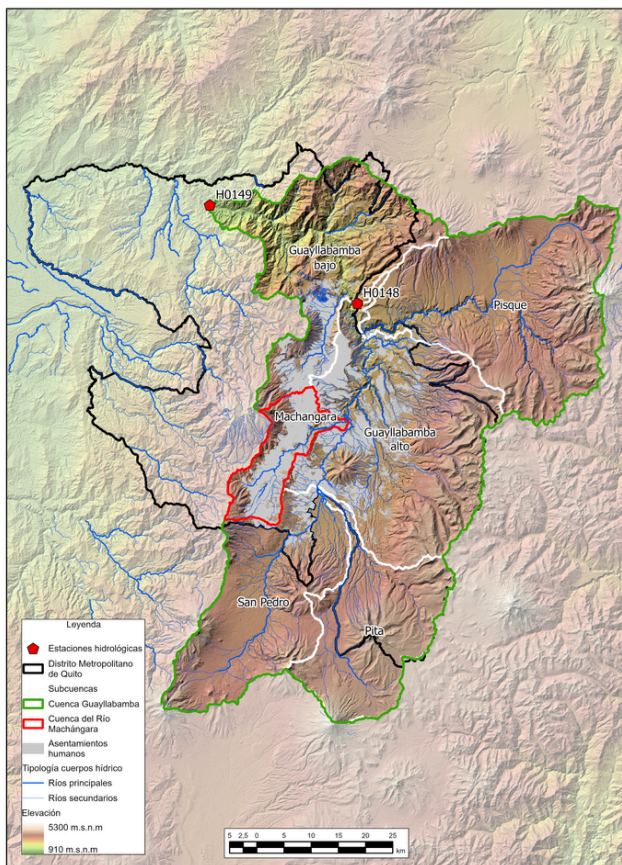 H0149
Guayllabamba
bajo
H0148
Pisque
Machangara
Guayllabamba
alto
San Pedro
Pita
Leyenda
Estaciones hidrológicas
Distrito Metropolitano
de Quito
Subcuencas
Cuenca Guayllabamba
Cuenca del Río
Machángara
Asentamientos
humanos
Tipología cuerpos hídrico
Ríos principales
Ríos secundarios
Elevación
5300 m.s.n.m
910 m.s.n.m
5 2,5 0 5 10 15 20 25
km